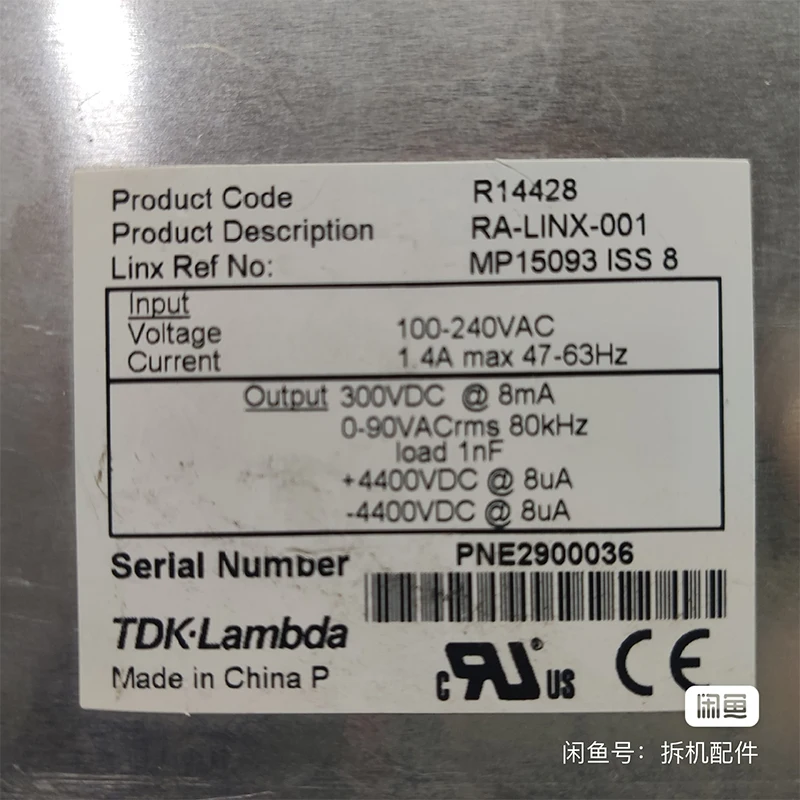 Product Code R14428
Product Description RA-LINX-001
Linx Ref No: MP15093 ISS 8
Input
Voltage 100-240VAC
Current 1.4A max 47-63Hz
Output 300VDC @ 8mA
0-90VACrms 80kHz
load 1nF
+4400VDC @ 8uA
-4400VDC @ 8uA
Serial Number PNE2900036
TDK·Lambda
Made in China P
c RU® US CE
闲鱼
闲鱼号：拆机配件